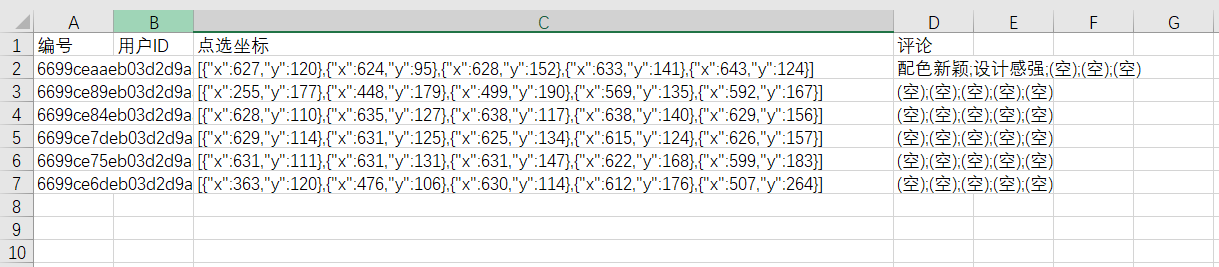 A B C D E F G
1 编号 用户ID 点选坐标 评论
2 6699ceaaeb03d2d9a [{"x":627,"y":120},{"x":624,"y":95},{"x":628,"y":152},{"x":633,"y":141},{"x":643,"y":124}] 配色新颖;设计感强;(空);(空);(空)
3 6699ce89eb03d2d9a [{"x":255,"y":177},{"x":448,"y":179},{"x":499,"y":190},{"x":569,"y":135},{"x":592,"y":167}] (空);(空);(空);(空);(空)
4 6699ce84eb03d2d9a [{"x":628,"y":110},{"x":635,"y":127},{"x":638,"y":117},{"x":638,"y":140},{"x":629,"y":156}] (空);(空);(空);(空);(空)
5 6699ce7deb03d2d9a [{"x":629,"y":114},{"x":631,"y":125},{"x":625,"y":134},{"x":615,"y":124},{"x":626,"y":157}] (空);(空);(空);(空);(空)
6 6699ce75eb03d2d9a [{"x":631,"y":111},{"x":631,"y":131},{"x":631,"y":147},{"x":622,"y":168},{"x":599,"y":183}] (空);(空);(空);(空);(空)
7 6699ce6deb03d2d9a [{"x":363,"y":120},{"x":476,"y":106},{"x":630,"y":114},{"x":612,"y":176},{"x":507,"y":264}] (空);(空);(空);(空);(空)
8
9
10